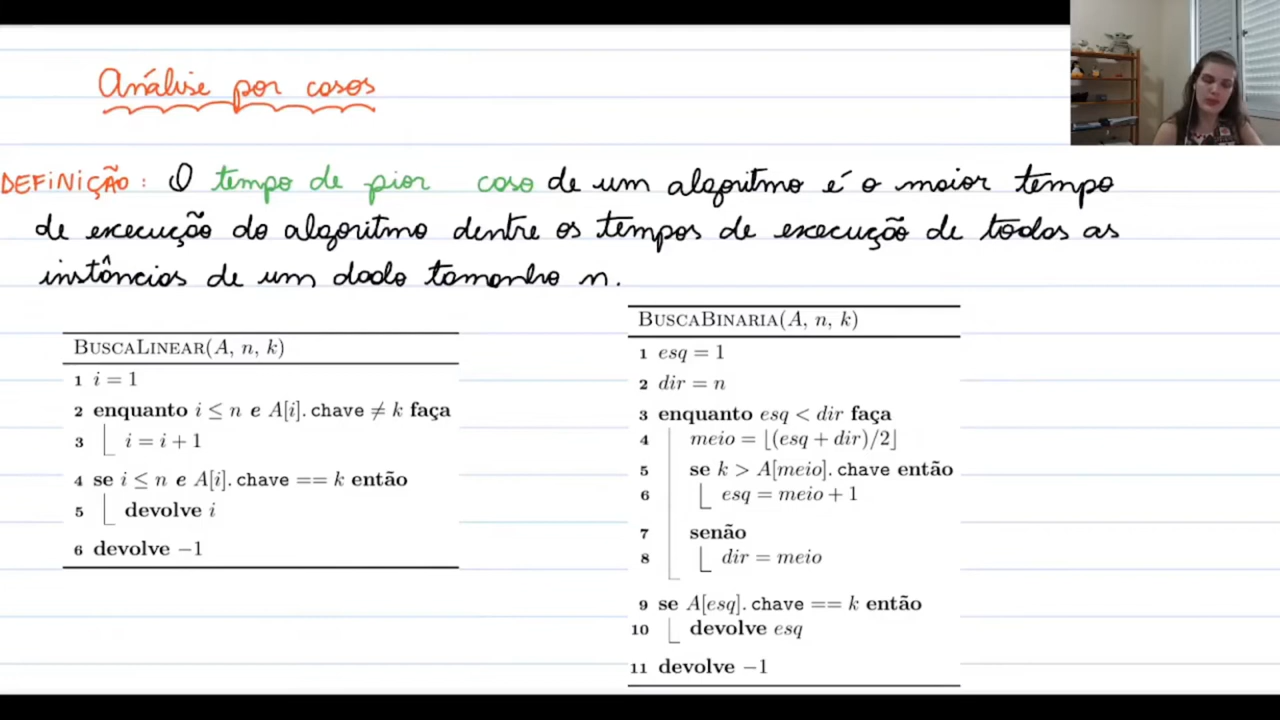 Análise por casos
DEFINIÇÃO: O tempo de pior caso de um algoritmo é o maior tempo
de execução do algoritmo dentre os tempos de execução de todas as
instâncias de um dado tamanho n.
BUSCALINEAR(A, n, k)
1 i = 1
2 enquanto i ≤ n e A[i]. chave ≠ k faça
3 i = i + 1
4 se i ≤ n e A[i]. chave == k então
5 devolve i
6 devolve −1
BUSCABINARIA(A, n, k)
1 esq = 1
2 dir = n
3 enquanto esq < dir faça
4 meio = ⌊(esq + dir)/2⌋
5 se k > A[meio]. chave então
6 esq = meio + 1
7 senão
8 dir = meio
9 se A[esq]. chave == k então
10 devolve esq
11 devolve −1